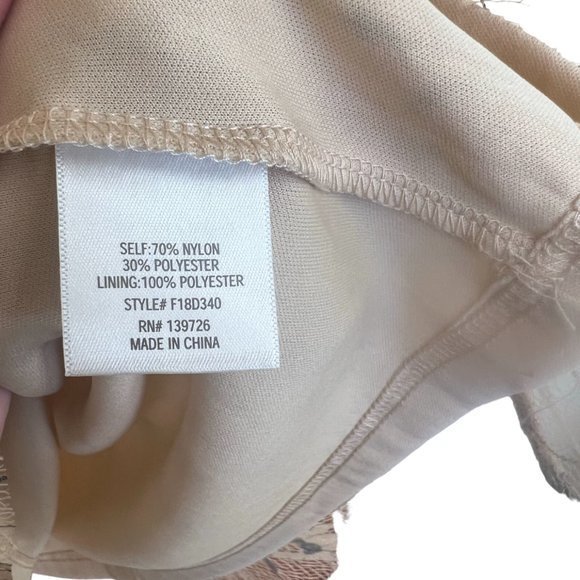 SELF:70% NYLON
30% POLYESTER
LINING:100% POLYESTER
STYLE# F18D340
RN# 139726
MADE IN CHINA